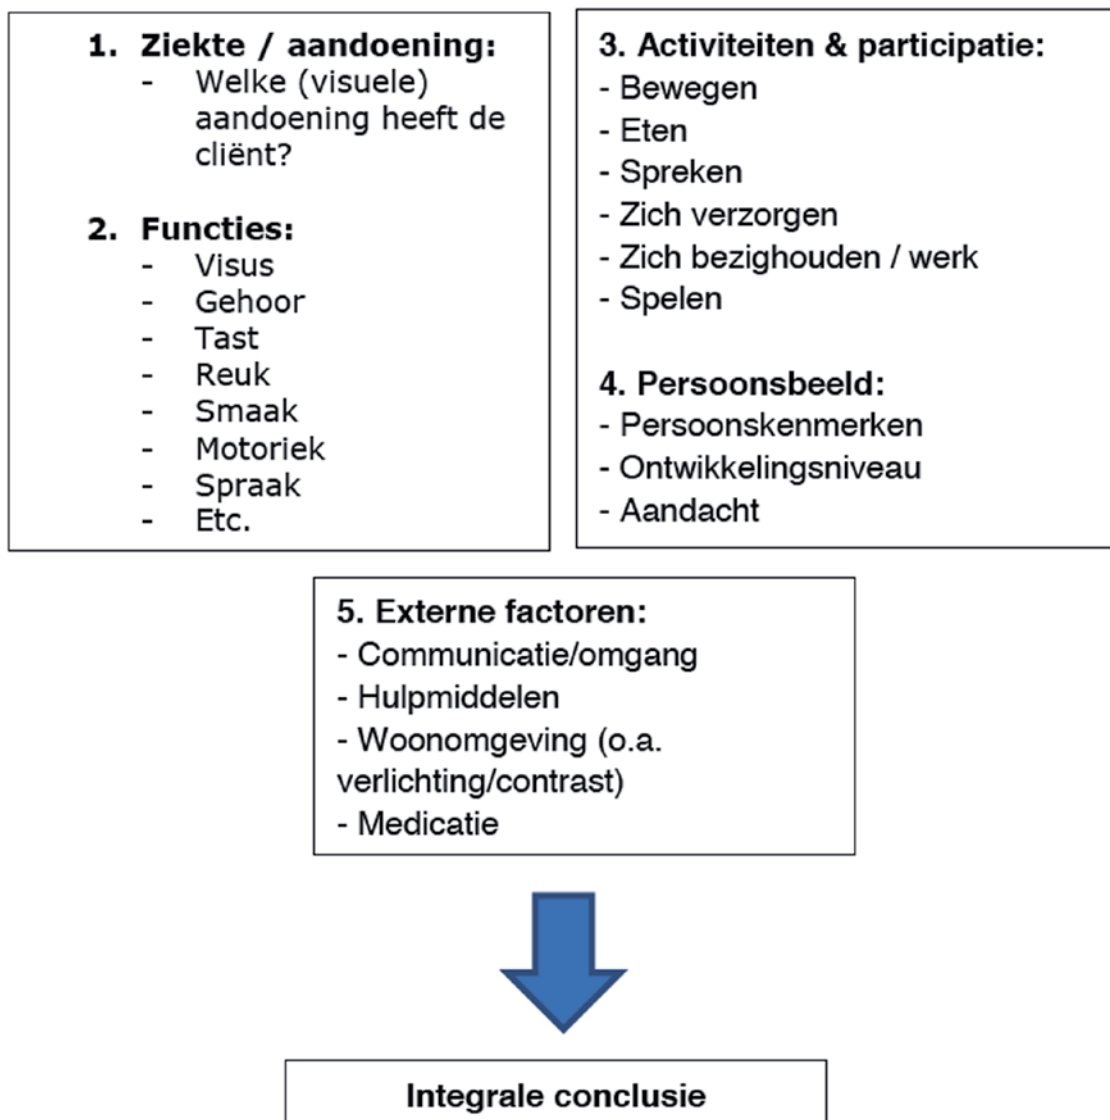 1. Ziekte / aandoening:
- Welke (visuele)
aandoening heeft de
cliënt?
2. Functies:
- Visus
- Gehoor
- Tast
- Reuk
- Smaak
- Motoriek
- Spraak
- Etc.
3. Activiteiten & participatie:
- Bewegen
- Eten
- Spreken
- Zich verzorgen
- Zich bezighouden / werk
- Spelen
4. Persoonsbeeld:
- Persoonskenmerken
- Ontwikkelingsniveau
- Aandacht
5. Externe factoren:
- Communicatie/omgang
- Hulpmiddelen
- Woonomgeving (o.a.
verlichting/contrast)
- Medicatie
Integrale conclusie